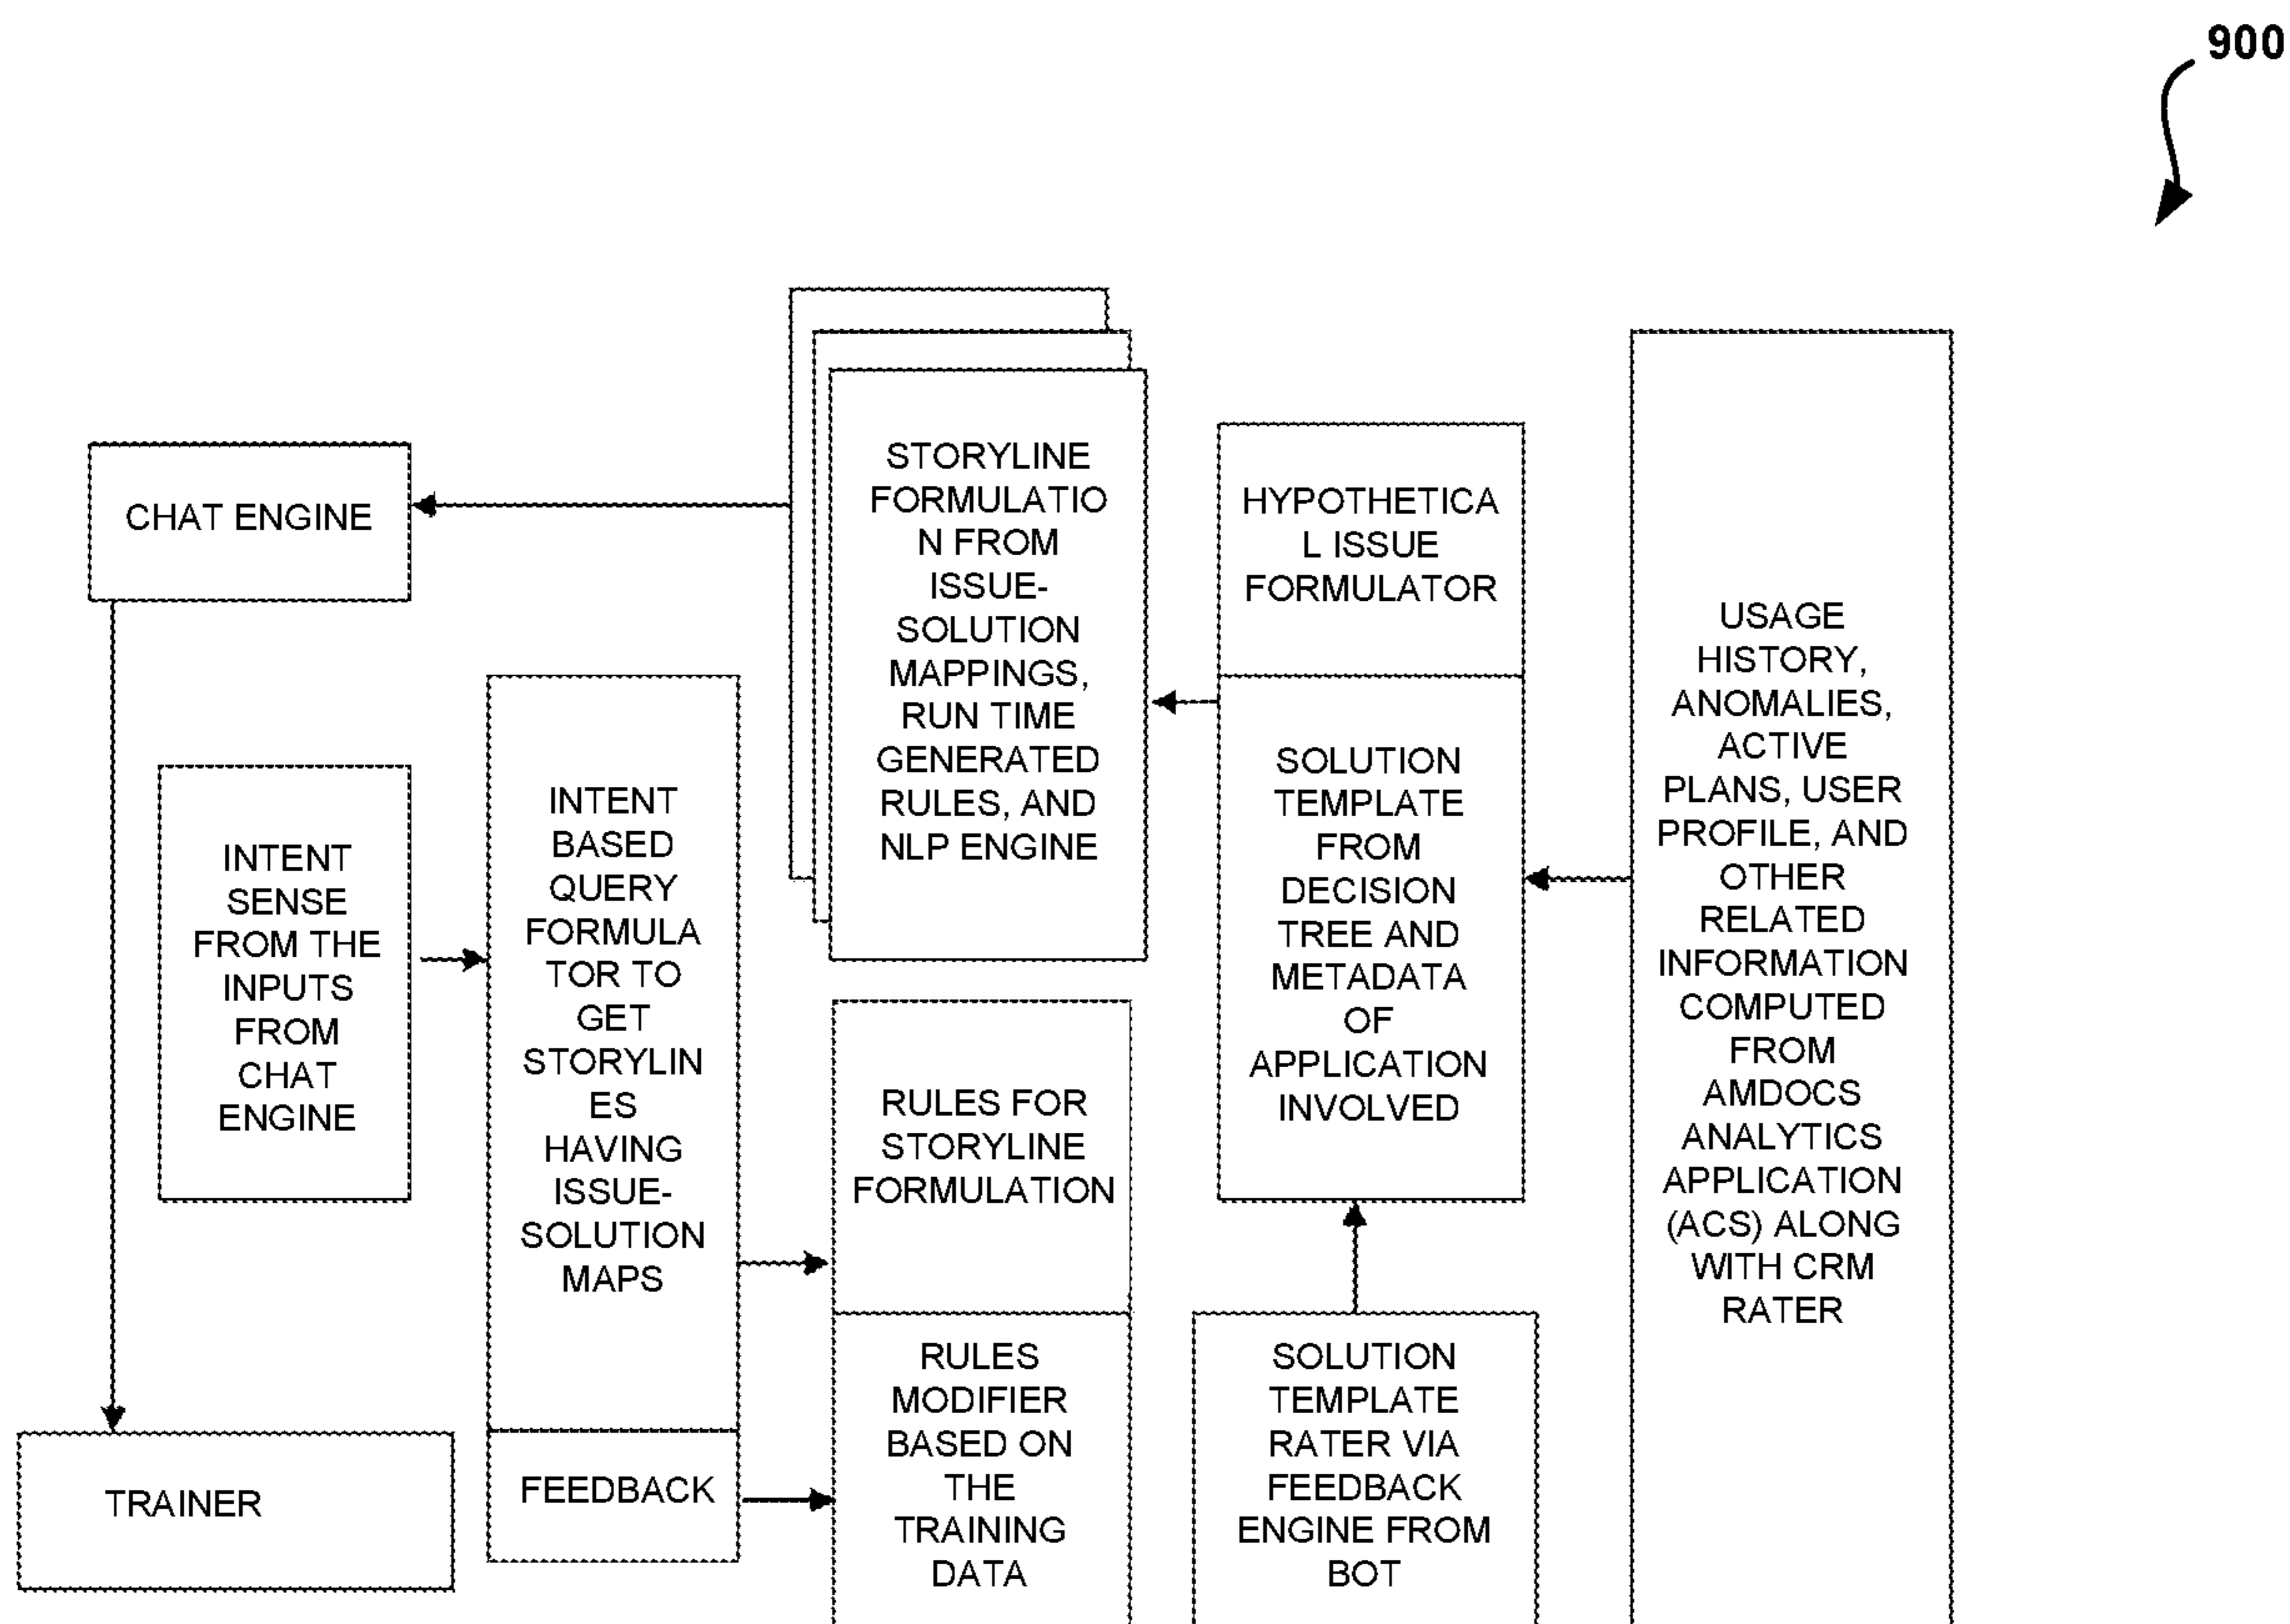 900
CHAT ENGINE
STORYLINE
FORMULATIO
N FROM
ISSUE-
SOLUTION
MAPPINGS,
RUN TIME
GENERATED
RULES, AND
NLP ENGINE
HYPOTHETICA
L ISSUE
FORMULATOR
SOLUTION
TEMPLATE
FROM
DECISION
TREE AND
METADATA
OF
APPLICATION
INVOLVED
USAGE
HISTORY,
ANOMALIES,
ACTIVE
PLANS, USER
PROFILE, AND
OTHER
RELATED
INFORMATION
COMPUTED
FROM
AMDOCS
ANALYTICS
APPLICATION
(ACS) ALONG
WITH CRM
RATER
INTENT
SENSE
FROM THE
INPUTS
FROM
CHAT
ENGINE
INTENT
BASED
QUERY
FORMULA
TOR TO
GET
STORYLIN
ES
HAVING
ISSUE-
SOLUTION
MAPS
RULES FOR
STORYLINE
FORMULATION
TRAINER
FEEDBACK
RULES
MODIFIER
BASED ON
THE
TRAINING
DATA
SOLUTION
TEMPLATE
RATER VIA
FEEDBACK
ENGINE FROM
BOT